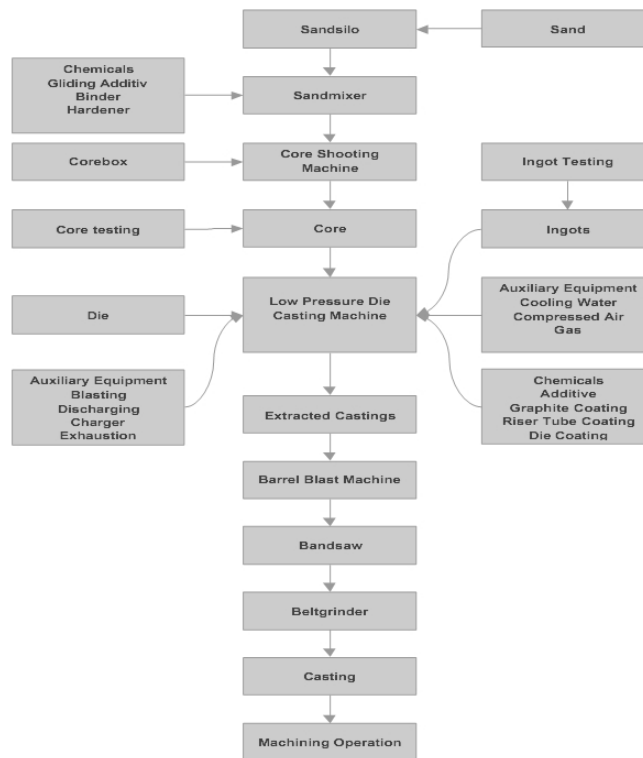 Sandsilo
Sand
Chemicals
Gliding Additiv
Binder
Hardener
Sandmixer
Corebox
Core Shooting
Machine
Ingot Testing
Core testing
Core
Ingots
Die
Low Pressure Die
Casting Machine
Auxiliary Equipment
Cooling Water
Compressed Air
Gas
Auxiliary Equipment
Blasting
Discharging
Charger
Exhaustion
Extracted Castings
Chemicals
Additive
Graphite Coating
Riser Tube Coating
Die Coating
Barrel Blast Machine
Bandsaw
Beltgrinder
Casting
Machining Operation